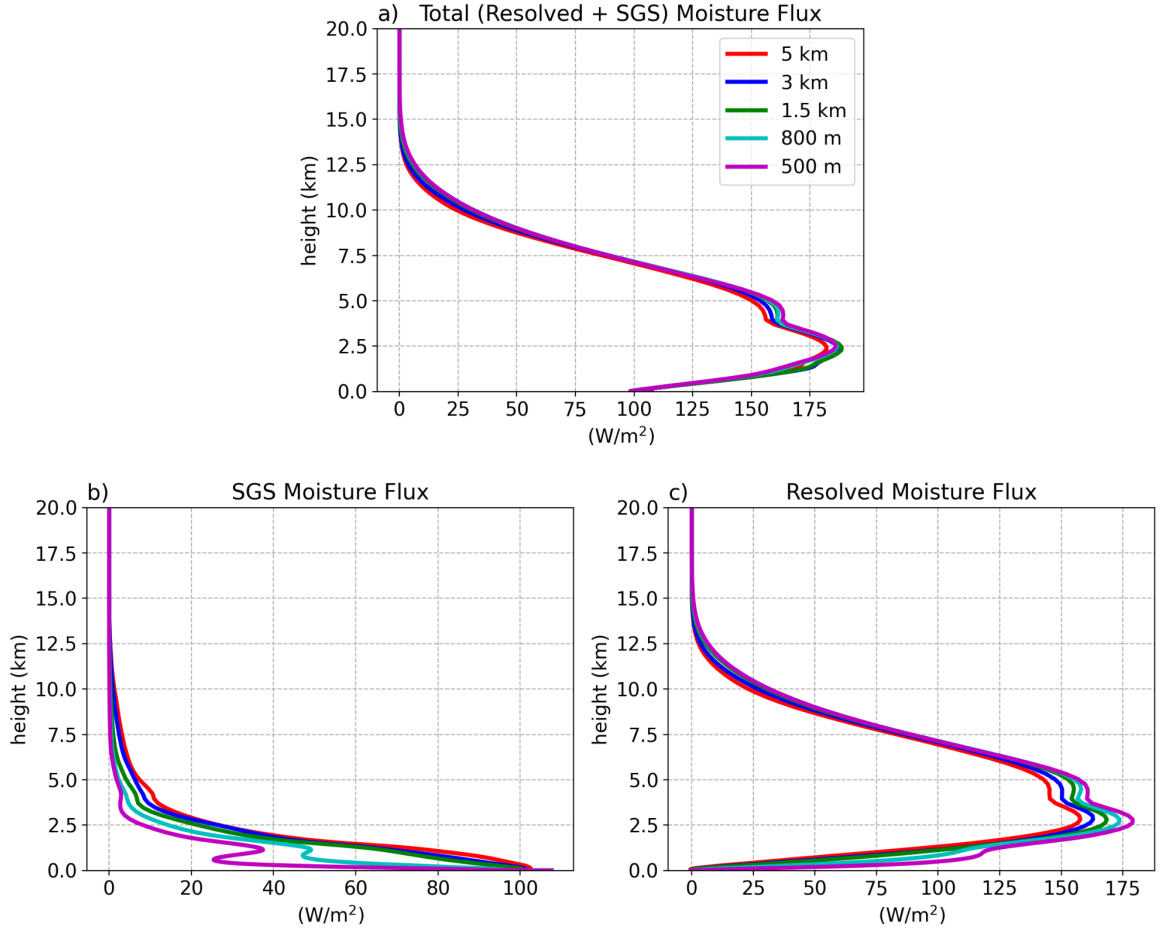 a) Total (Resolved + SGS) Moisture Flux
20.0
17.5
15.0
12.5
10.0
7.5
5.0
2.5
0.0
height (km)
5 km
3 km
1.5 km
800 m
500 m
0 25 50 75 100 125 150 175
(W/m²)
b) SGS Moisture Flux
20.0
17.5
15.0
12.5
10.0
7.5
5.0
2.5
0.0
height (km)
0 20 40 60 80 100
(W/m²)
c) Resolved Moisture Flux
20.0
17.5
15.0
12.5
10.0
7.5
5.0
2.5
0.0
height (km)
0 25 50 75 100 125 150 175
(W/m²)